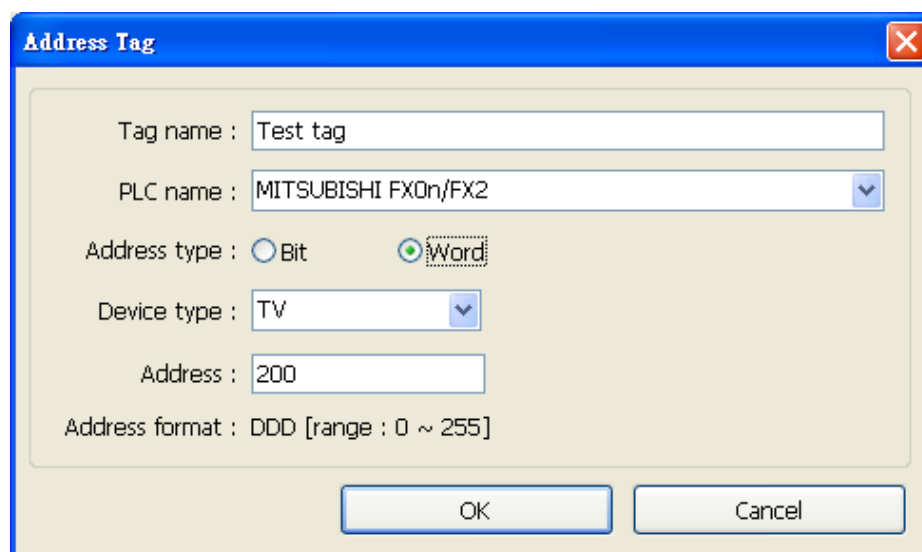 Address Tag
Tag name : Test tag
PLC name : MITSUBISHI FX0n/FX2
Address type : Bit Word
Device type : TV
Address : 200
Address format : DDD [range : 0 ~ 255]
OK Cancel